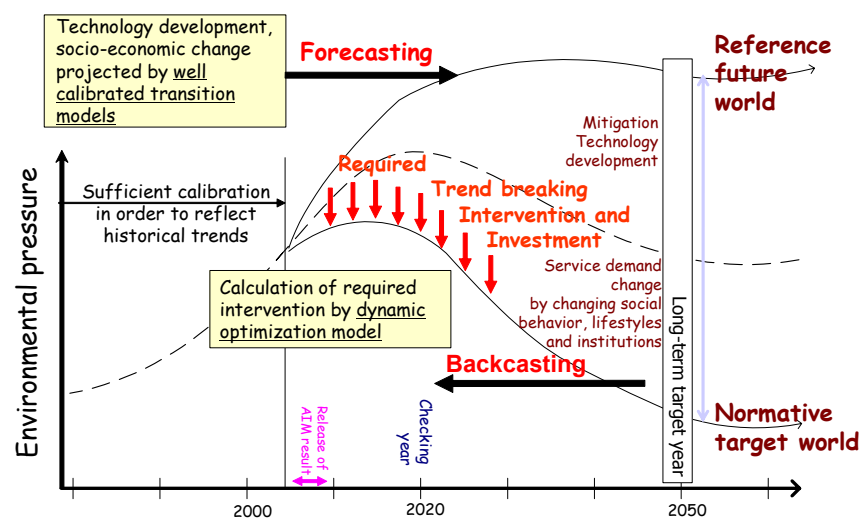 Technology development,
socio-economic change
projected by well
calibrated transition
models
Forecasting
Reference
future
world
Mitigation
Technology
development
Required
Trend breaking
Intervention and
Investment
Sufficient calibration
in order to reflect
historical trends
Environmental pressure
Calculation of required
intervention by dynamic
optimization model
Service demand
change
by changing social
behavior, lifestyles
and institutions
Long-term target year
Backcasting
Normative
target world
Release of
AIM result
Checking
year
2000
2020
2050